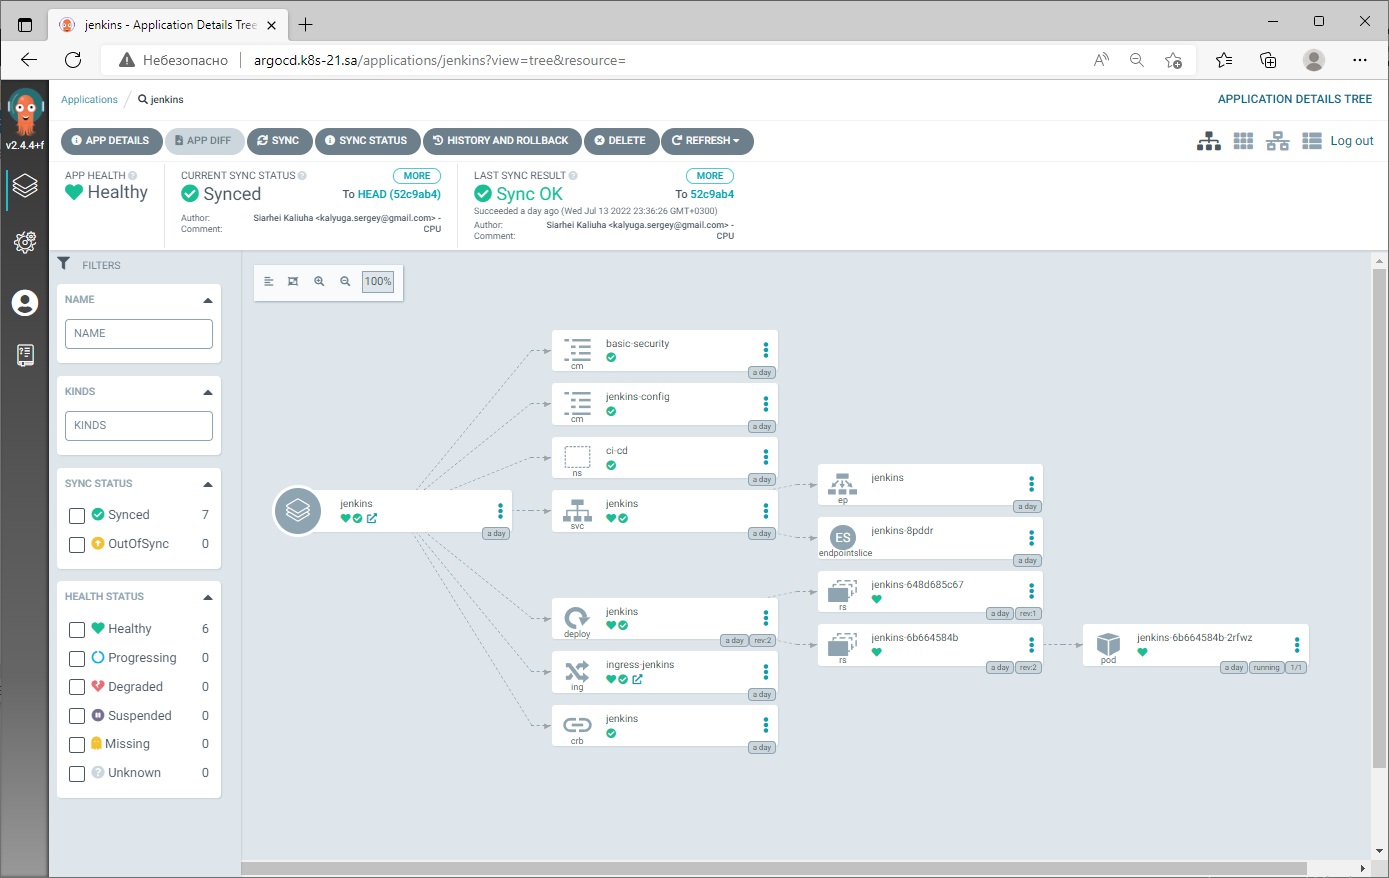 jenkins - Application Details Tree
Небезопасно
argocd.k8s-21.sa/applications/jenkins?view=tree&resource=
v2.4.4+f
Applications / jenkins
APPLICATION DETAILS TREE
APP DETAILS
APP DIFF
SYNC
SYNC STATUS
HISTORY AND ROLLBACK
DELETE
REFRESH
Log out
APP HEALTH
Healthy
CURRENT SYNC STATUS
MORE
Synced
To HEAD (52c9ab4)
Author: Siarhei Kaliuha <kalyuga.sergey@gmail.com> -
Comment: CPU
LAST SYNC RESULT
MORE
Sync OK
To 52c9ab4
Succeeded a day ago (Wed Jul 13 2022 23:36:26 GMT+0300)
Author: Siarhei Kaliuha <kalyuga.sergey@gmail.com> -
Comment: CPU
FILTERS
NAME
NAME
KINDS
KINDS
SYNC STATUS
Synced 7
OutOfSync 0
HEALTH STATUS
Healthy 6
Progressing 0
Degraded 0
Suspended 0
Missing 0
Unknown 0
100%
jenkins
a day
basic-security
cm
a day
jenkins-config
cm
a day
ci-cd
ns
a day
jenkins
svc
a day
jenkins
deploy
a day rev:2
ingress-jenkins
ing
a day
jenkins
crb
a day
jenkins
ep
a day
ES
jenkins-8pddr
endpointslice
a day
jenkins-648d685c67
rs
a day rev:1
jenkins-6b664584b
rs
a day rev:2
jenkins-6b664584b-2rfwz
pod
a day running 1/1